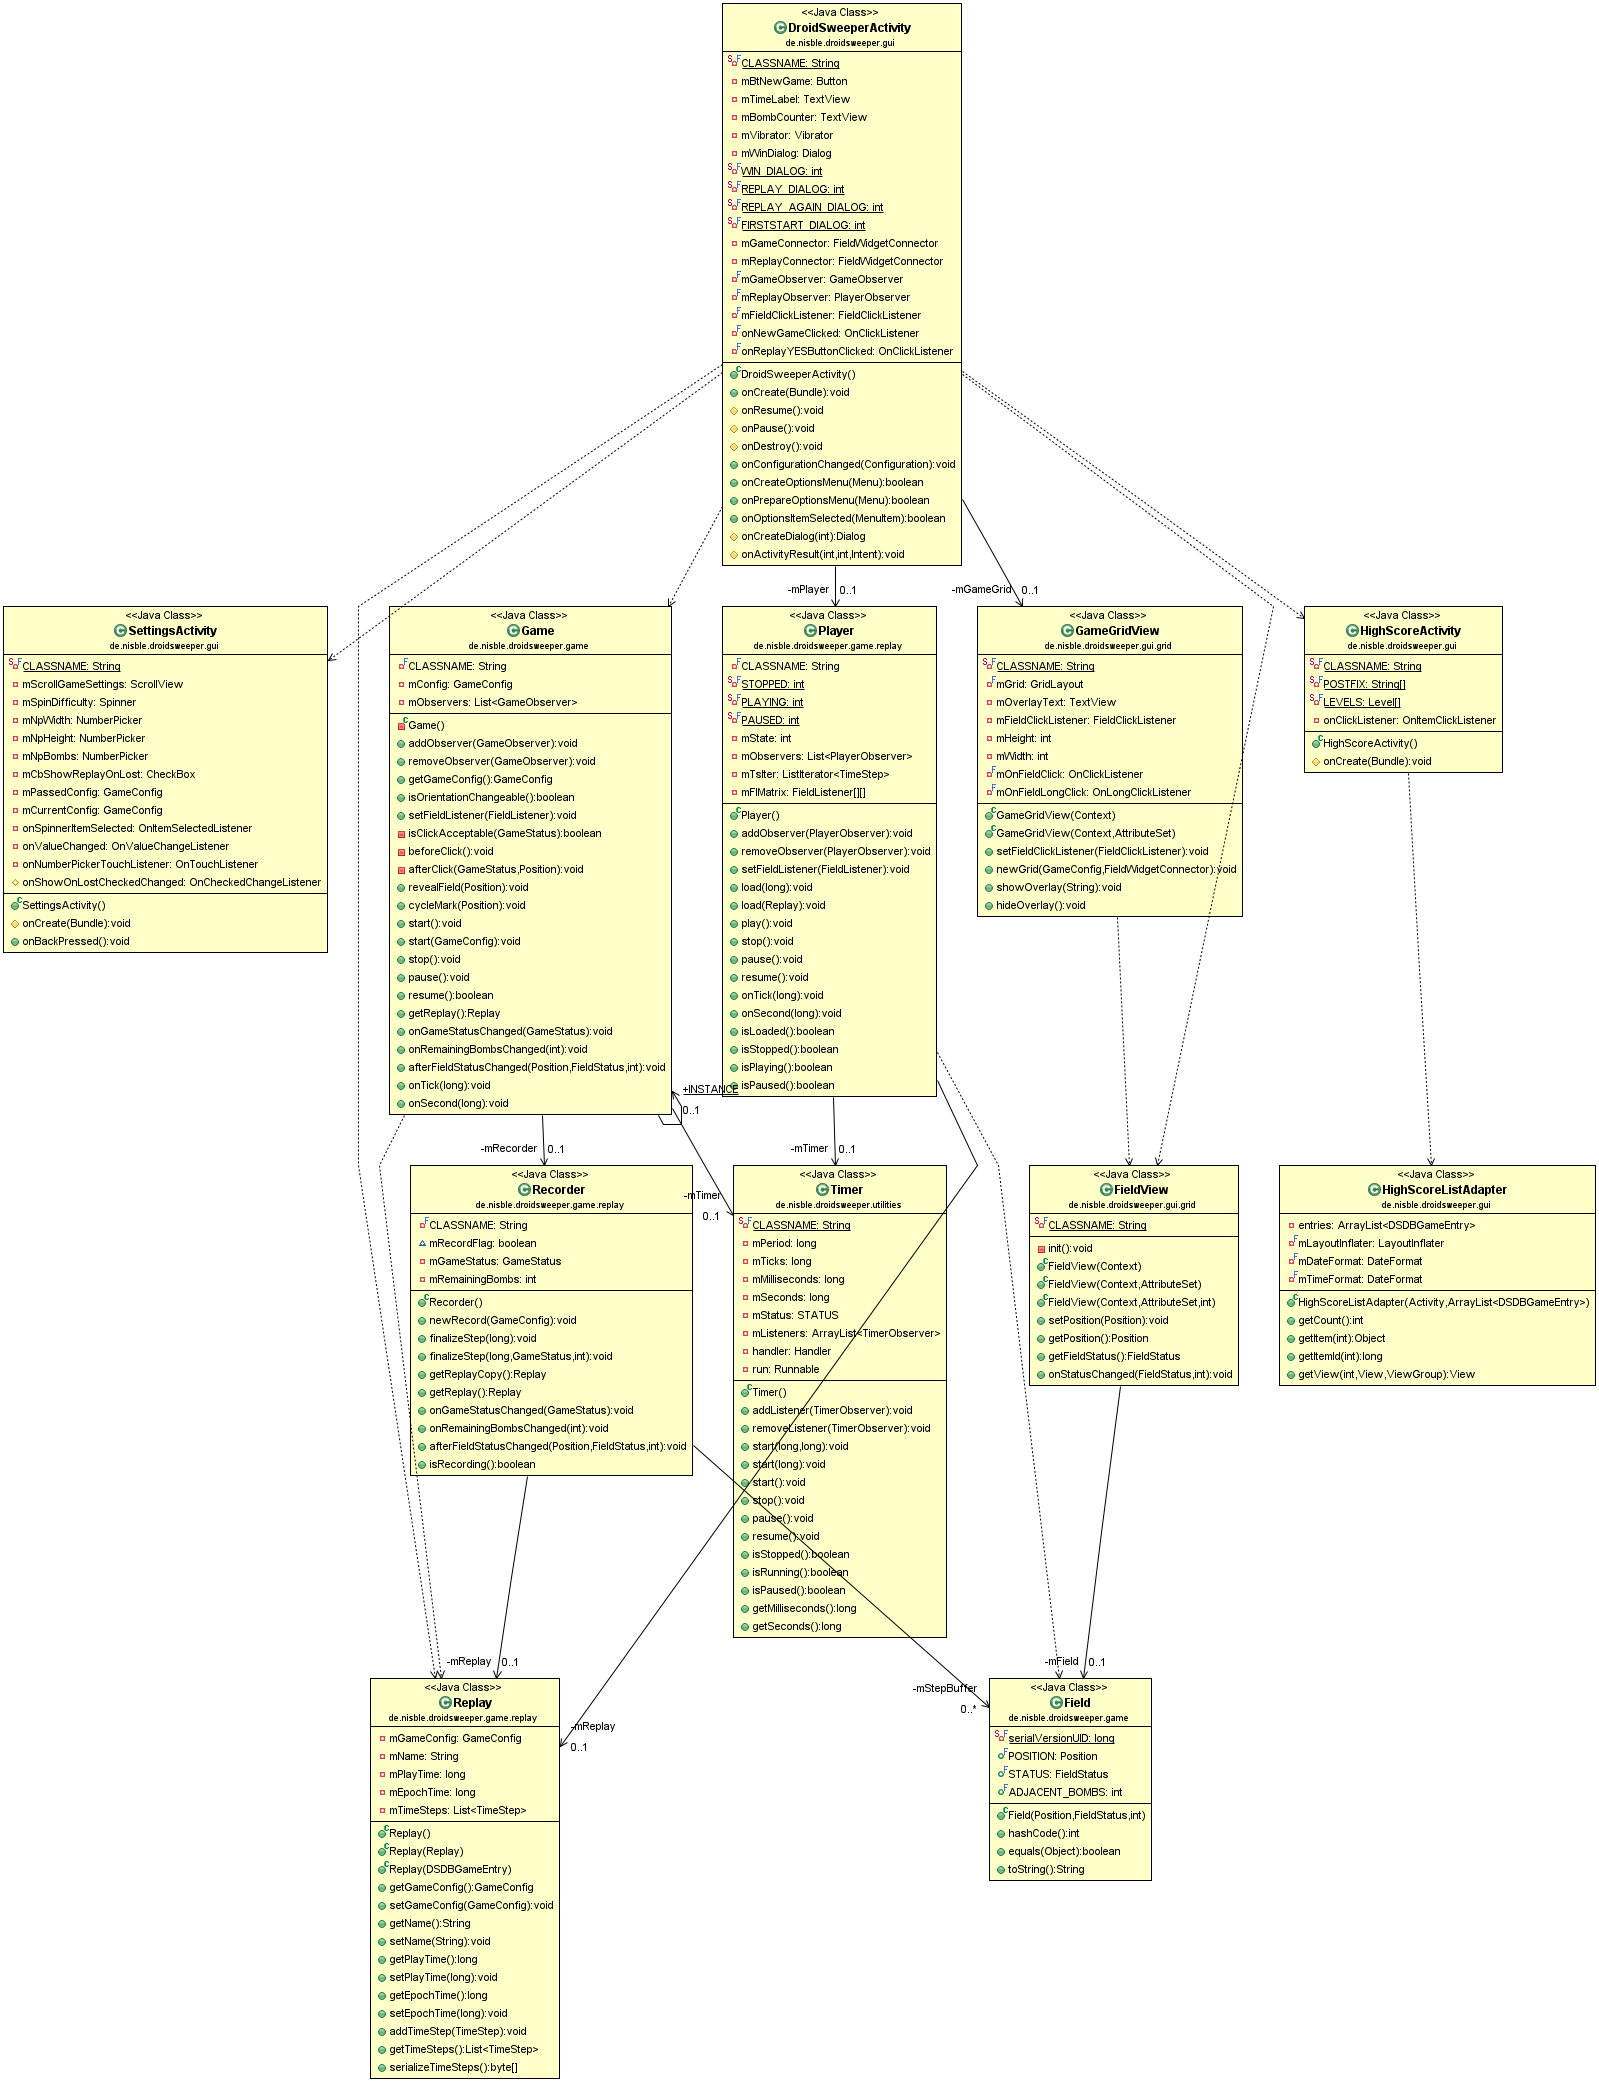 <<Java Class>>
DroidSweeperActivity
de.nisble.droidsweeper.gui
CLASSNAME: String
mBtNewGame: Button
mTimeLabel: TextView
mBombCounter: TextView
mVibrator: Vibrator
mWinDialog: Dialog
WIN_DIALOG: int
REPLAY_DIALOG: int
REPLAY_AGAIN_DIALOG: int
FIRSTSTART_DIALOG: int
mGameConnector: FieldWidgetConnector
mReplayConnector: FieldWidgetConnector
mGameObserver: GameObserver
mReplayObserver: PlayerObserver
mFieldClickListener: FieldClickListener
onNewGameClicked: OnClickListener
onReplayYESButtonClicked: OnClickListener
DroidSweeperActivity()
onCreate(Bundle):void
onResume():void
onPause():void
onDestroy():void
onConfigurationChanged(Configuration):void
onCreateOptionsMenu(Menu):boolean
onPrepareOptionsMenu(Menu):boolean
onOptionsItemSelected(MenuItem):boolean
onCreateDialog(int):Dialog
onActivityResult(int,int,Intent):void
-mPlayer 0..1
-mGameGrid 0..1
<<Java Class>>
SettingsActivity
de.nisble.droidsweeper.gui
CLASSNAME: String
mScrollGameSettings: ScrollView
mSpinDifficulty: Spinner
mNpWidth: NumberPicker
mNpHeight: NumberPicker
mNpBombs: NumberPicker
mCbShowReplayOnLost: CheckBox
mPassedConfig: GameConfig
mCurrentConfig: GameConfig
onSpinnerItemSelected: OnItemSelectedListener
onValueChanged: OnValueChangeListener
onNumberPickerTouchListener: OnTouchListener
onShowOnLostCheckedChanged: OnCheckedChangeListener
SettingsActivity()
onCreate(Bundle):void
onBackPressed():void
<<Java Class>>
Game
de.nisble.droidsweeper.game
CLASSNAME: String
mConfig: GameConfig
mObservers: List<GameObserver>
Game()
addObserver(GameObserver):void
removeObserver(GameObserver):void
getGameConfig():GameConfig
isOrientationChangeable():boolean
setFieldListener(FieldListener):void
isClickAcceptable(GameStatus):boolean
beforeClick():void
afterClick(GameStatus,Position):void
revealField(Position):void
cycleMark(Position):void
start():void
start(GameConfig):void
stop():void
pause():void
resume():boolean
getReplay():Replay
onGameStatusChanged(GameStatus):void
onRemainingBombsChanged(int):void
afterFieldStatusChanged(Position,FieldStatus,int):void
onTick(long):void
onSecond(long):void
<<Java Class>>
Player
de.nisble.droidsweeper.game.replay
CLASSNAME: String
STOPPED: int
PLAYING: int
PAUSED: int
mState: int
mObservers: List<PlayerObserver>
mTsIter: ListIterator<TimeStep>
mFlMatrix: FieldListener[][]
Player()
addObserver(PlayerObserver):void
removeObserver(PlayerObserver):void
setFieldListener(FieldListener):void
load(long):void
load(Replay):void
play():void
stop():void
pause():void
resume():void
onTick(long):void
onSecond(long):void
isLoaded():boolean
isStopped():boolean
isPlaying():boolean
isPaused():boolean
<<Java Class>>
GameGridView
de.nisble.droidsweeper.gui.grid
CLASSNAME: String
mGrid: GridLayout
mOverlayText: TextView
mFieldClickListener: FieldClickListener
mHeight: int
mWidth: int
mOnFieldClick: OnClickListener
mOnFieldLongClick: OnLongClickListener
GameGridView(Context)
GameGridView(Context,AttributeSet)
setFieldClickListener(FieldClickListener):void
newGrid(GameConfig,FieldWidgetConnector):void
showOverlay(String):void
hideOverlay():void
<<Java Class>>
HighScoreActivity
de.nisble.droidsweeper.gui
CLASSNAME: String
POSTFIX: String[]
LEVELS: Level[]
onClickListener: OnItemClickListener
HighScoreActivity()
onCreate(Bundle):void
+INSTANCE
0..1
-mRecorder 0..1
-mTimer 0..1
-mTimer
0..1
<<Java Class>>
Recorder
de.nisble.droidsweeper.game.replay
CLASSNAME: String
mRecordFlag: boolean
mGameStatus: GameStatus
mRemainingBombs: int
Recorder()
newRecord(GameConfig):void
finalizeStep(long):void
finalizeStep(long,GameStatus,int):void
getReplayCopy():Replay
getReplay():Replay
onGameStatusChanged(GameStatus):void
onRemainingBombsChanged(int):void
afterFieldStatusChanged(Position,FieldStatus,int):void
isRecording():boolean
<<Java Class>>
Timer
de.nisble.droidsweeper.utilities
CLASSNAME: String
mPeriod: long
mTicks: long
mMilliseconds: long
mSeconds: long
mStatus: STATUS
mListeners: ArrayList<TimerObserver>
handler: Handler
run: Runnable
Timer()
addListener(TimerObserver):void
removeListener(TimerObserver):void
start(long,long):void
start(long):void
start():void
stop():void
pause():void
resume():void
isStopped():boolean
isRunning():boolean
isPaused():boolean
getMilliseconds():long
getSeconds():long
<<Java Class>>
FieldView
de.nisble.droidsweeper.gui.grid
CLASSNAME: String
init():void
FieldView(Context)
FieldView(Context,AttributeSet)
FieldView(Context,AttributeSet,int)
setPosition(Position):void
getPosition():Position
getFieldStatus():FieldStatus
onStatusChanged(FieldStatus,int):void
<<Java Class>>
HighScoreListAdapter
de.nisble.droidsweeper.gui
entries: ArrayList<DSDBGameEntry>
mLayoutInflater: LayoutInflater
mDateFormat: DateFormat
mTimeFormat: DateFormat
HighScoreListAdapter(Activity,ArrayList<DSDBGameEntry>)
getCount():int
getItem(int):Object
getItemId(int):long
getView(int,View,ViewGroup):View
-mReplay 0..1
-mField 0..1
-mStepBuffer
0..*
-mReplay
0..1
<<Java Class>>
Replay
de.nisble.droidsweeper.game.replay
mGameConfig: GameConfig
mName: String
mPlayTime: long
mEpochTime: long
mTimeSteps: List<TimeStep>
Replay()
Replay(Replay)
Replay(DSDBGameEntry)
getGameConfig():GameConfig
setGameConfig(GameConfig):void
getName():String
setName(String):void
getPlayTime():long
setPlayTime(long):void
getEpochTime():long
setEpochTime(long):void
addTimeStep(TimeStep):void
getTimeSteps():List<TimeStep>
serializeTimeSteps():byte[]
<<Java Class>>
Field
de.nisble.droidsweeper.game
serialVersionUID: long
POSITION: Position
STATUS: FieldStatus
ADJACENT_BOMBS: int
Field(Position,FieldStatus,int)
hashCode():int
equals(Object):boolean
toString():String